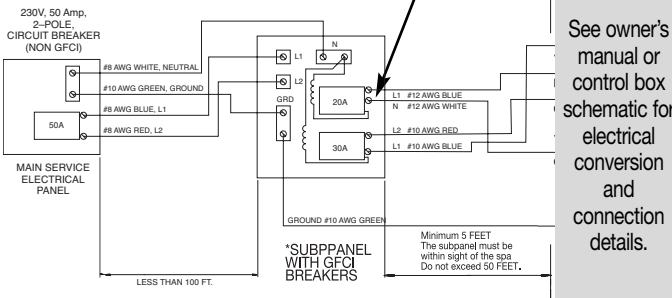 230V, 50 Amp,
2–POLE,
CIRCUIT BREAKER
(NON GFCI)
#8 AWG WHITE, NEUTRAL
#10 AWG GREEN, GROUND
#8 AWG BLUE, L1
50A
#8 AWG RED, L2
MAIN SERVICE
ELECTRICAL
PANEL
LESS THAN 100 FT.
N
L1
L2
GRD
20A
30A
L1 #12 AWG BLUE
N #12 AWG WHITE
L2 #10 AWG RED
L1 #10 AWG BLUE
GROUND #10 AWG GREEN
*SUBPPANEL
WITH GFCI
BREAKERS
Minimum 5 FEET
The subpanel must be
within sight of the spa
Do not exceed 50 FEET.
See owner's
manual or
control box
schematic for
electrical
conversion
and
connection
details.